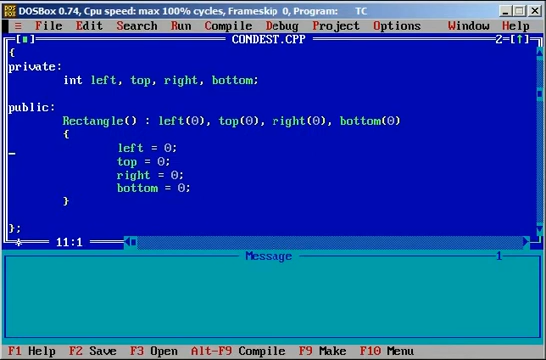 DOSBox 0.74, Cpu speed: max 100% cycles, Frameskip 0, Program: TC
≡ File Edit Search Run Compile Debug Project Options Window Help
[■] CONDEST.CPP 2=[↑]
{
private:
int left, top, right, bottom;
public:
Rectangle() : left(0), top(0), right(0), bottom(0)
{
left = 0;
top = 0;
right = 0;
bottom = 0;
}
};
* 11:1
Message 1
F1 Help F2 Save F3 Open Alt-F9 Compile F9 Make F10 Menu